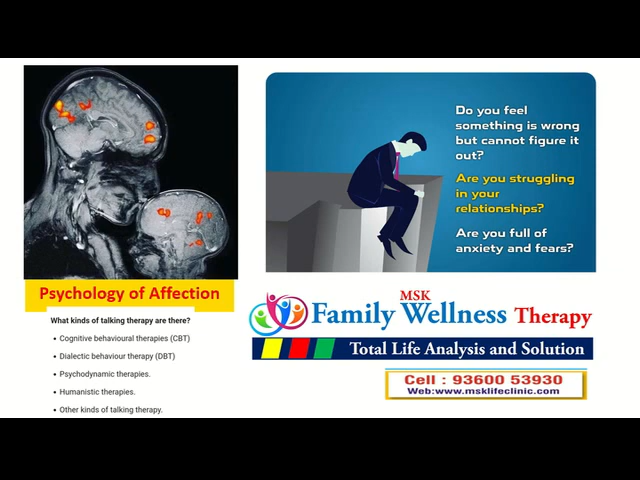 Psychology of Affection
What kinds of talking therapy are there?
• Cognitive behavioural therapies (CBT)
• Dialectic behaviour therapy (DBT)
• Psychodynamic therapies.
• Humanistic therapies.
• Other kinds of talking therapy.
Do you feel
something is wrong
but cannot figure it
out?
Are you struggling
in your
relationships?
Are you full of
anxiety and fears?
MSK
Family Wellness Therapy
Total Life Analysis and Solution
Cell : 93600 53930
Web:www.msklifeclinic.com